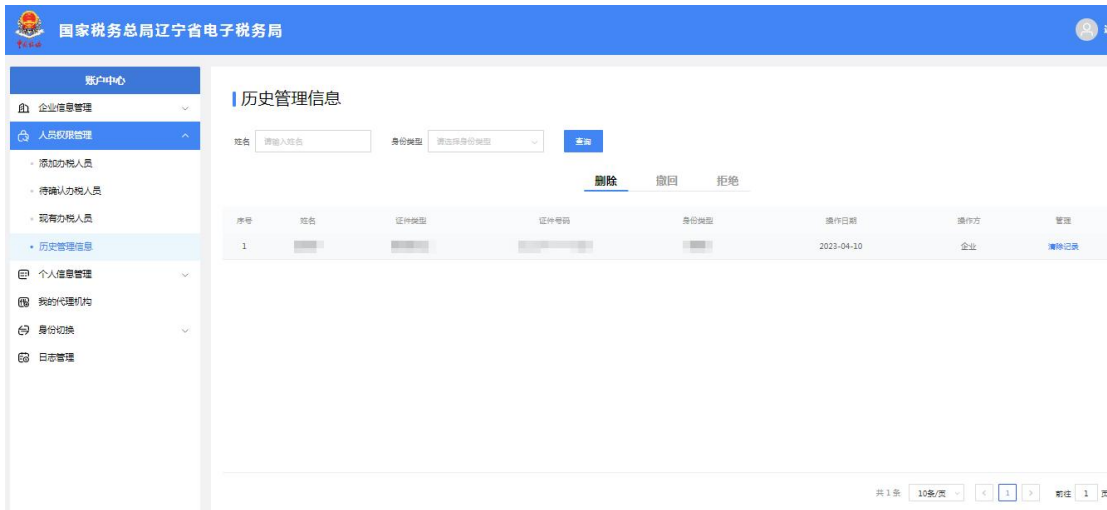 国家税务总局辽宁省电子税务局
账户中心
企业信息管理
人员权限管理
添加办税人员
待确认办税人员
现有办税人员
历史管理信息
个人信息管理
我的代理机构
身份切换
日志管理
历史管理信息
姓名 请输入姓名 身份类型 请选择身份类型 查询
删除 撤回 拒绝
序号 姓名 证件类型 证件号码 身份类型 操作日期 操作方 管理
1 2023-04-10 企业 清除记录
共1条 10条/页 < 1 > 前往 1 页